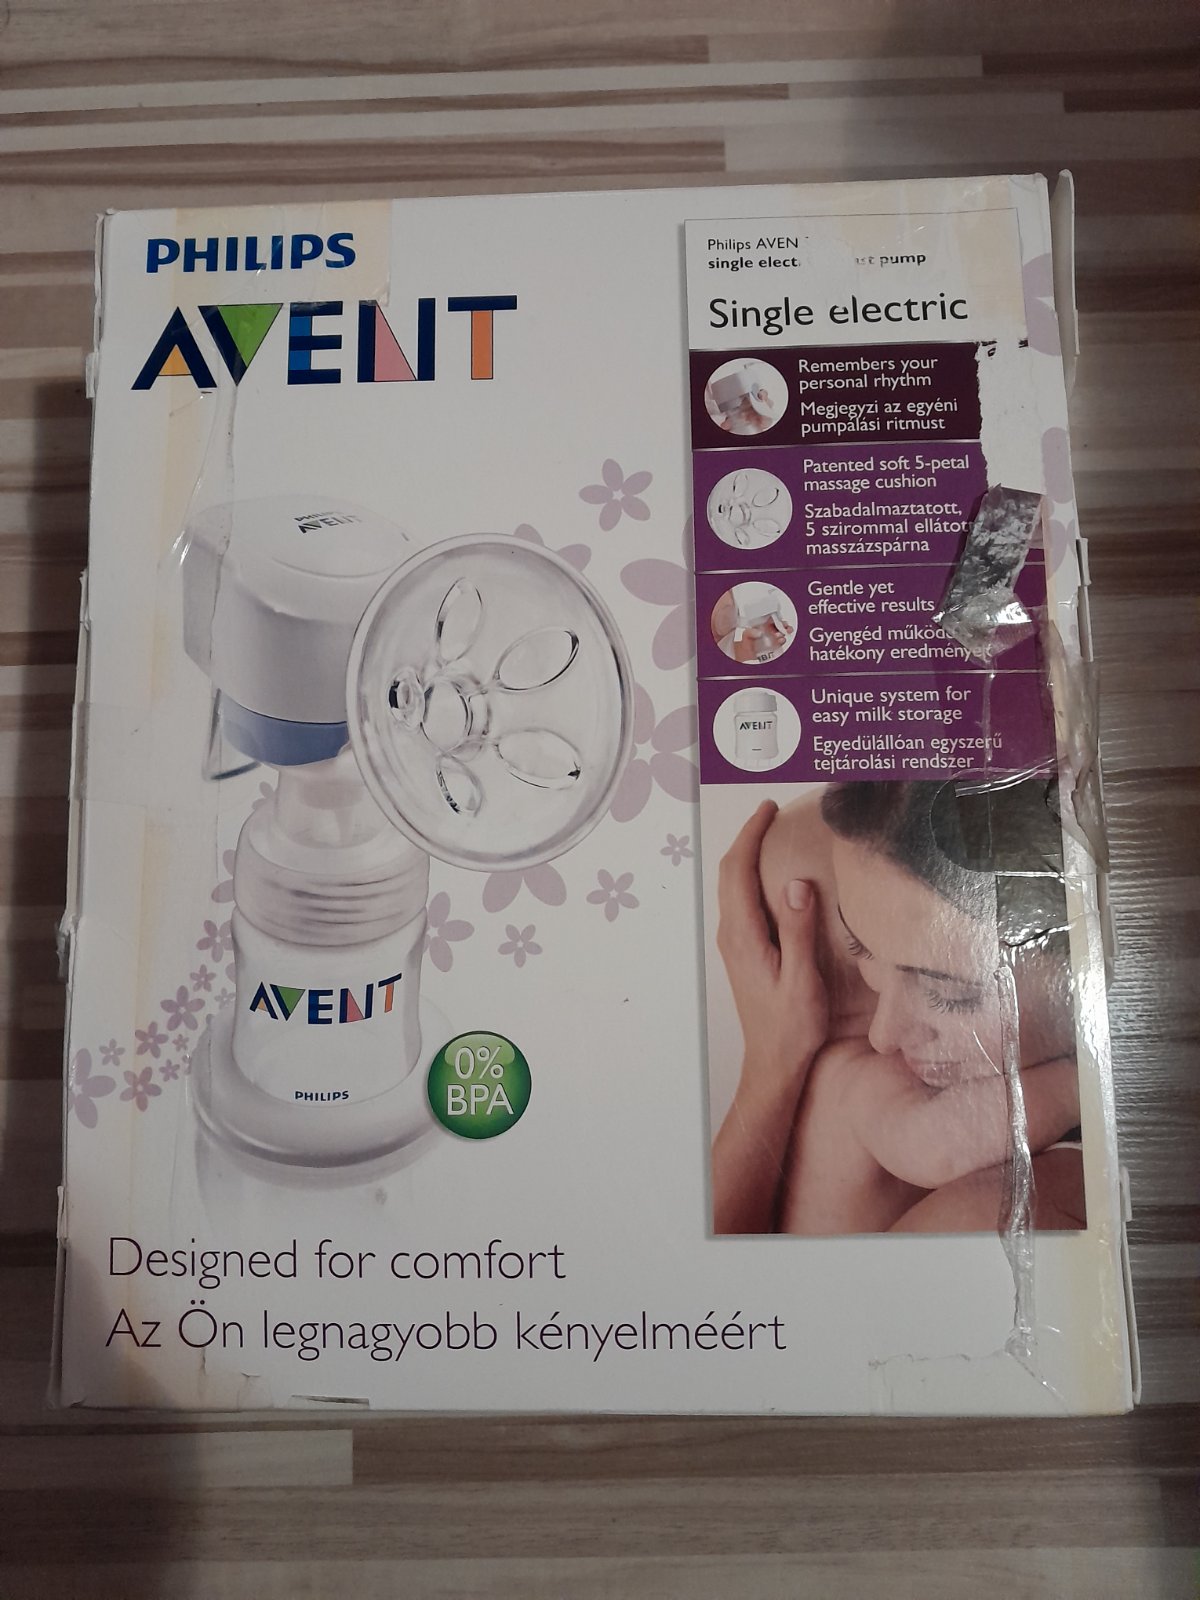 PHILIPS
AVENT
Philips AVEN
single elect pump
Single electric
Remembers your
personal rhythm
Megjegyzi az egyéni
pumpálási ritmust
Patented soft 5-petal
massage cushion
Szabadalmaztatott,
5 szirommal ellátott
masszázspárna
Gentle yet
effective results
Gyengéd működ
hatékony eredmények
Unique system for
easy milk storage
Egyedülállóan egyszerű
tejtárolási rendszer
AVENT
AVENT
AVENT
PHILIPS
0%
BPA
Designed for comfort
Az Ön legnagyobb kényelméért